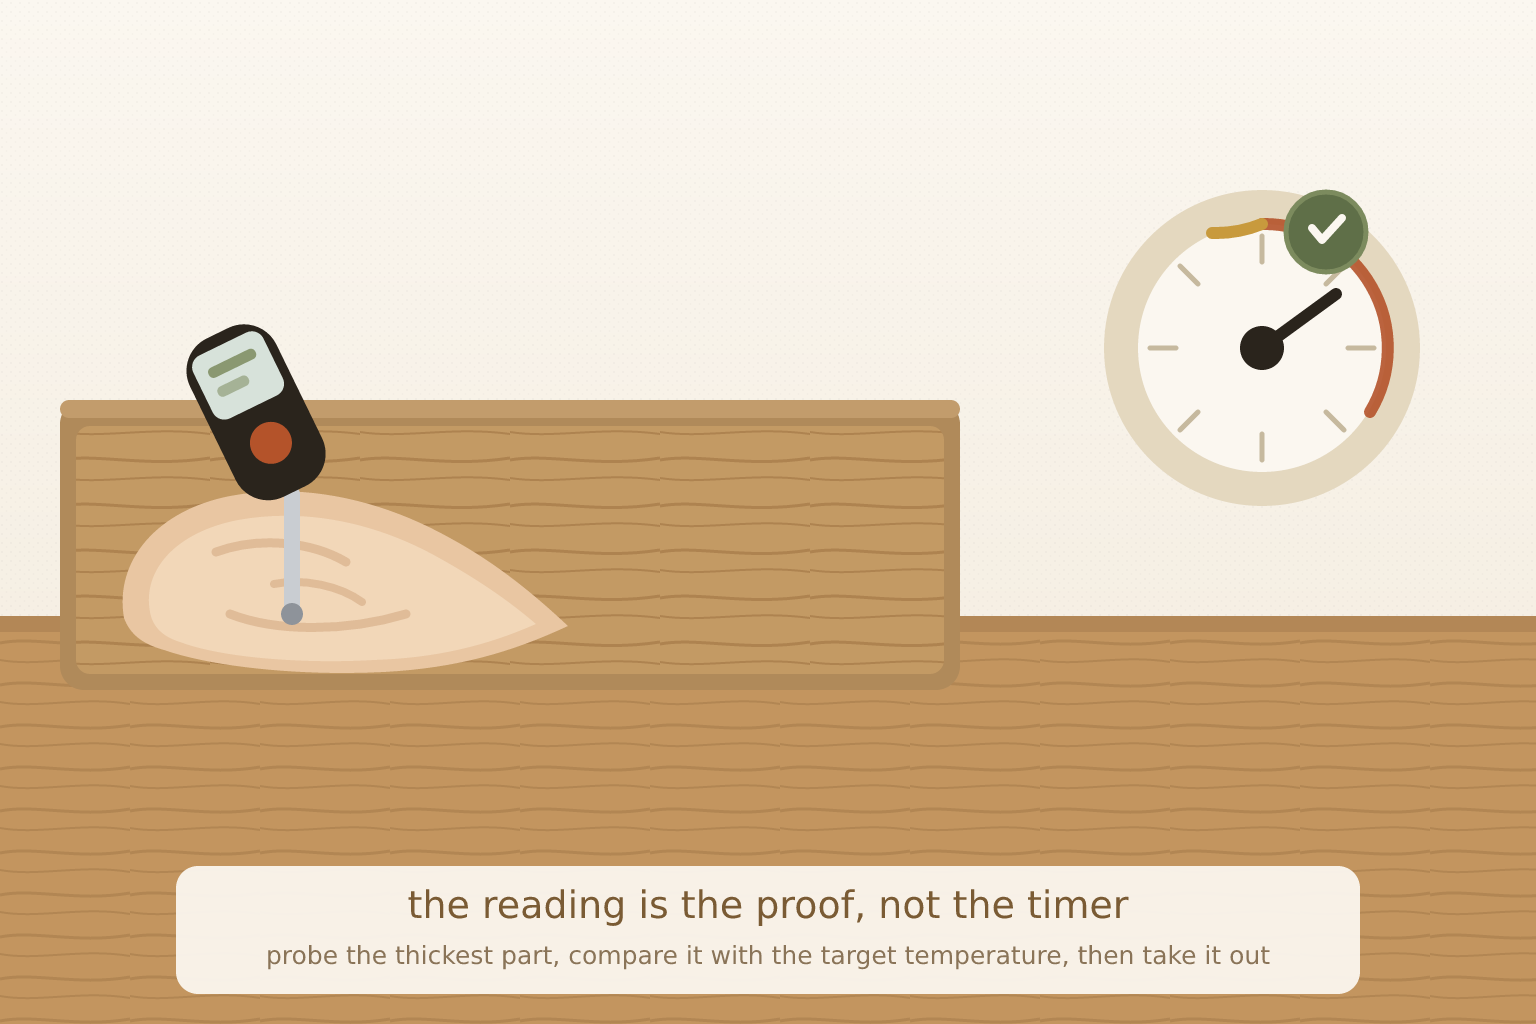 the reading is the proof, not the timer
probe the thickest part, compare it with the target temperature, then take it out